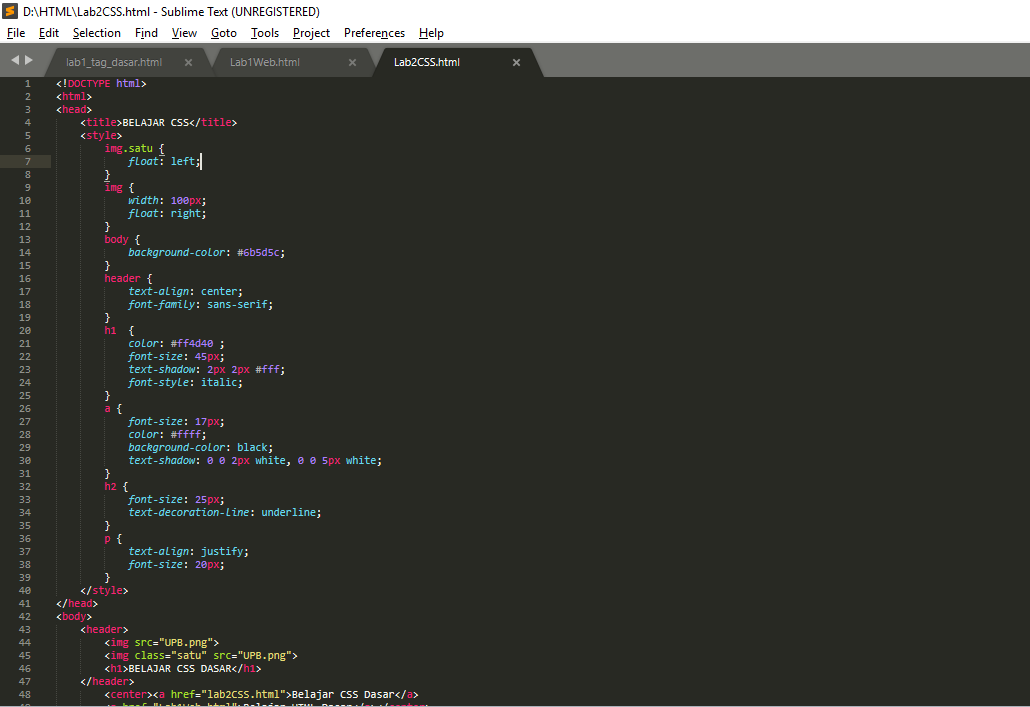 D:\HTML\Lab2CSS.html - Sublime Text (UNREGISTERED)
File Edit Selection Find View Goto Tools Project Preferences Help
lab1_tag_dasar.html × Lab1Web.html × Lab2CSS.html ×
1 <!DOCTYPE html>
2 <html>
3 <head>
4 <title>BELAJAR CSS</title>
5 <style>
6 img.satu {
7 float: left;
8 }
9 img {
10 width: 100px;
11 float: right;
12 }
13 body {
14 background-color: #6b5d5c;
15 }
16 header {
17 text-align: center;
18 font-family: sans-serif;
19 }
20 h1  {
21 color: #ff4d40 ;
22 font-size: 45px;
23 text-shadow: 2px 2px #fff;
24 font-style: italic;
25 }
26 a {
27 font-size: 17px;
28 color: #ffff;
29 background-color: black;
30 text-shadow: 0 0 2px white, 0 0 5px white;
31 }
32 h2 {
33 font-size: 25px;
34 text-decoration-line: underline;
35 }
36 p {
37 text-align: justify;
38 font-size: 20px;
39 }
40 </style>
41 </head>
42 <body>
43 <header>
44 <img src="UPB.png">
45 <img class="satu" src="UPB.png">
46 <h1>BELAJAR CSS DASAR</h1>
47 </header>
48 <center><a href="lab2CSS.html">Belajar CSS Dasar</a>